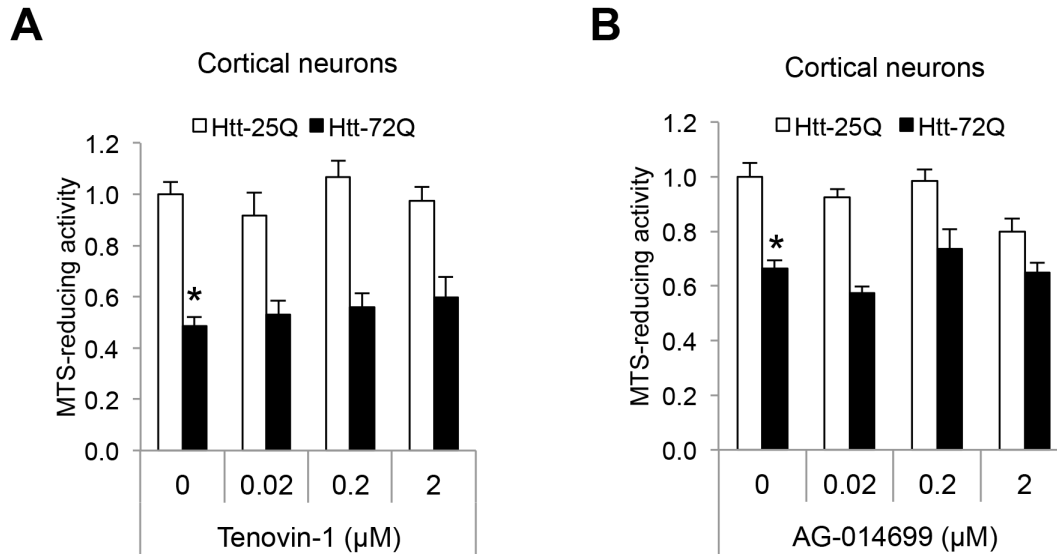 A
Cortical neurons
Htt-25Q Htt-72Q
MTS-reducing activity
1.2
1.0
0.8
0.6
0.4
0.2
0.0
*
0 0.02 0.2 2
Tenovin-1 (µM)
B
Cortical neurons
Htt-25Q Htt-72Q
MTS-reducing activity
1.2
1.0
0.8
0.6
0.4
0.2
0.0
*
0 0.02 0.2 2
AG-014699 (µM)